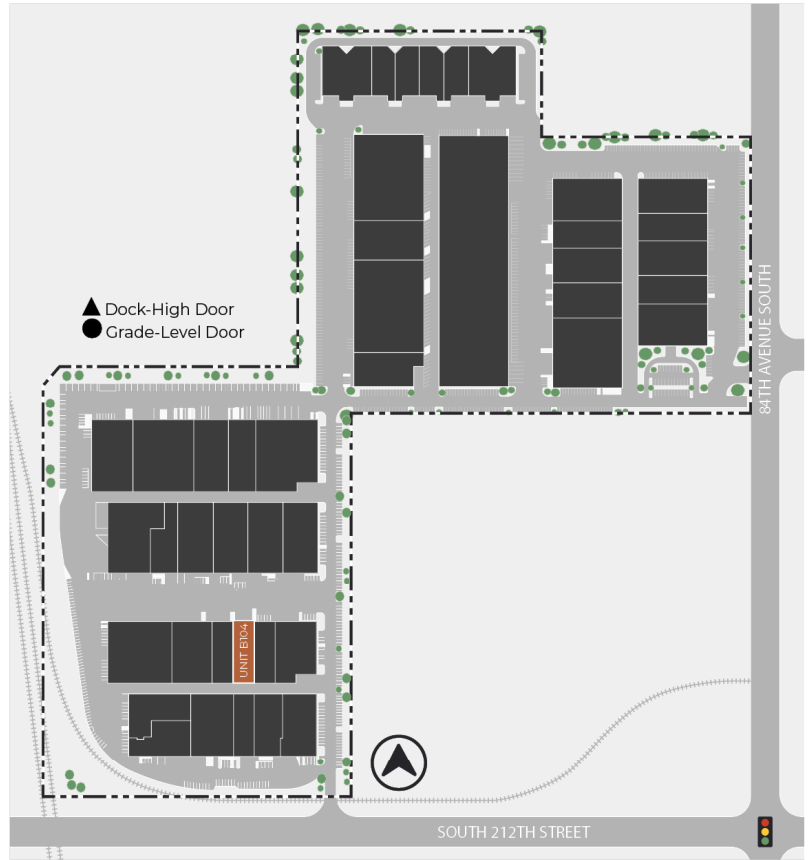 84TH AVENUE SOUTH
Dock-High Door
Grade-Level Door
UNIT B104
SOUTH 212TH STREET